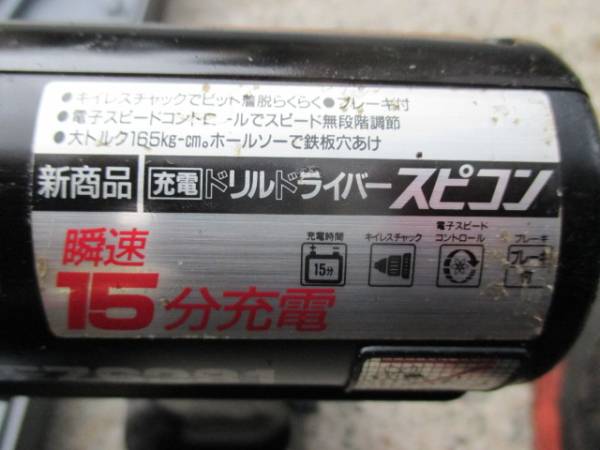 ●キイレスチャックでビット着脱らくらく●ブレーキ付
●電子スピードコントロールでスピード無段階調節
●大トルク165kg-cm。ホールソーで鉄板穴あけ
新商品 充電ドリルドライバースピコン
瞬速
15分充電
充電時間 キイレスチャック 電子スピードコントロール ブレーキ
15分 ブレーキ付